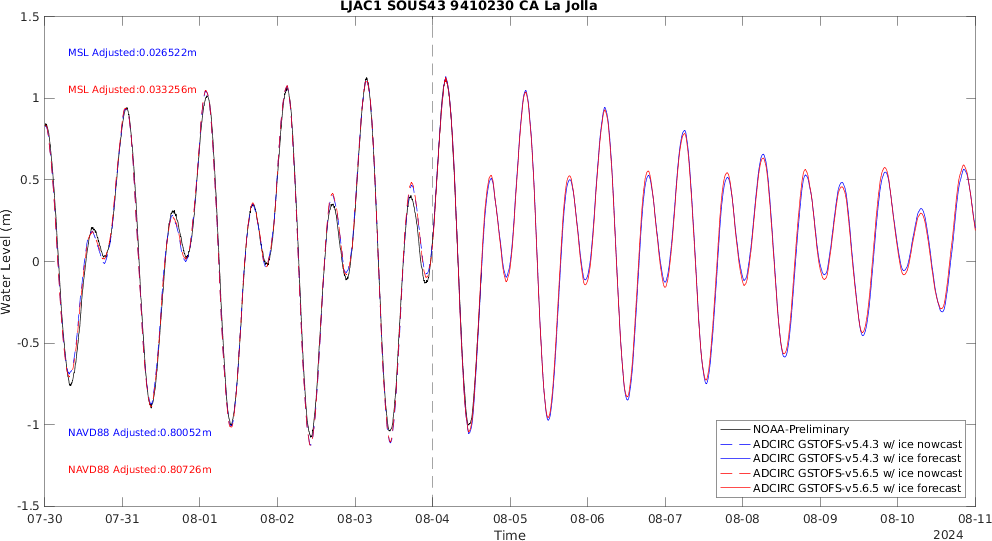 LJAC1 SOUS43 9410230 CA La Jolla
1.5
1
0.5
0
-0.5
-1
-1.5
Water Level (m)
MSL Adjusted:0.026522m
MSL Adjusted:0.033256m
NAVD88 Adjusted:0.80052m
NAVD88 Adjusted:0.80726m
NOAA-Preliminary
ADCIRC GSTOFS-v5.4.3 w/ ice nowcast
ADCIRC GSTOFS-v5.4.3 w/ ice forecast
ADCIRC GSTOFS-v5.6.5 w/ ice nowcast
ADCIRC GSTOFS-v5.6.5 w/ ice forecast
07-30 07-31 08-01 08-02 08-03 08-04 08-05 08-06 08-07 08-08 08-09 08-10 08-11
Time
2024